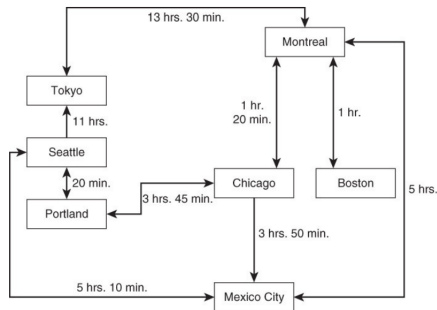 13 hrs. 30 min.
Montreal
Tokyo
11 hrs.
1 hr.
20 min.
1 hr.
Seattle
20 min.
Chicago
Boston
5 hrs.
3 hrs. 45 min.
Portland
3 hrs. 50 min.
5 hrs. 10 min.
Mexico City